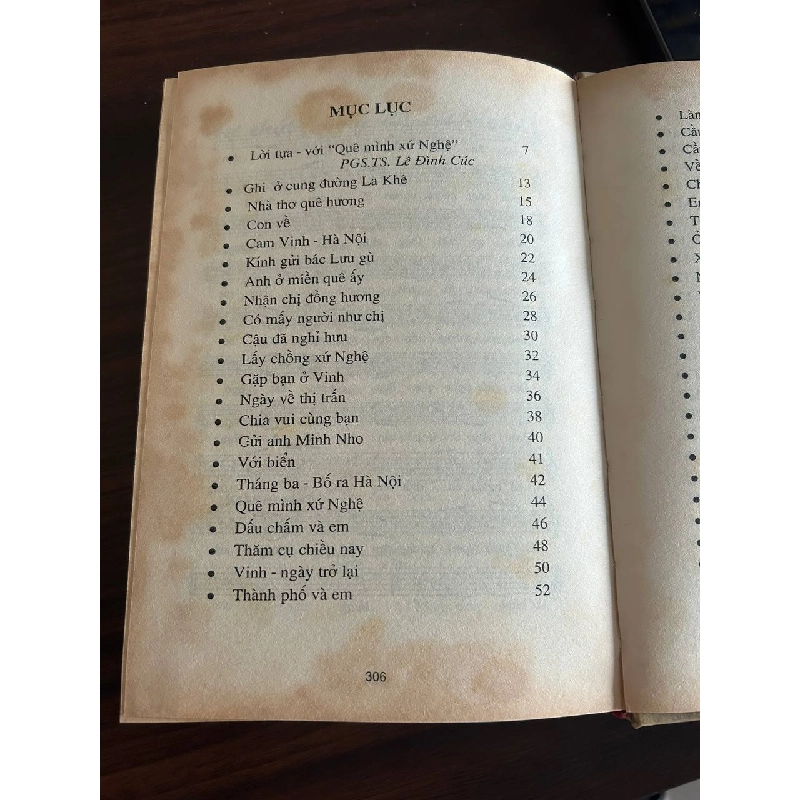 MỤC LỤC
• Lời tựa - với "Quê mình xứ Nghệ" 7
PGS.TS. Lê Đình Cúc
• Ghi ở cung đường La Khê 13
• Nhà thơ quê hương 15
• Con về 18
• Cam Vinh - Hà Nội 20
• Kính gửi bác Lưu gù 22
• Anh ở miền quê ấy 24
• Nhận chị đồng hương 26
• Có mấy người như chị 28
• Cậu đã nghỉ hưu 30
• Lấy chồng xứ Nghệ 32
• Gặp bạn ở Vinh 34
• Ngày về thị trấn 36
• Chia vui cùng bạn 38
• Gửi anh Minh Nho 40
• Với biển 41
• Tháng ba - Bố ra Hà Nội 42
• Quê mình xứ Nghệ 44
• Dấu chấm và em 46
• Thăm cụ chiều nay 48
• Vinh - ngày trở lại 50
• Thành phố và em 52
306